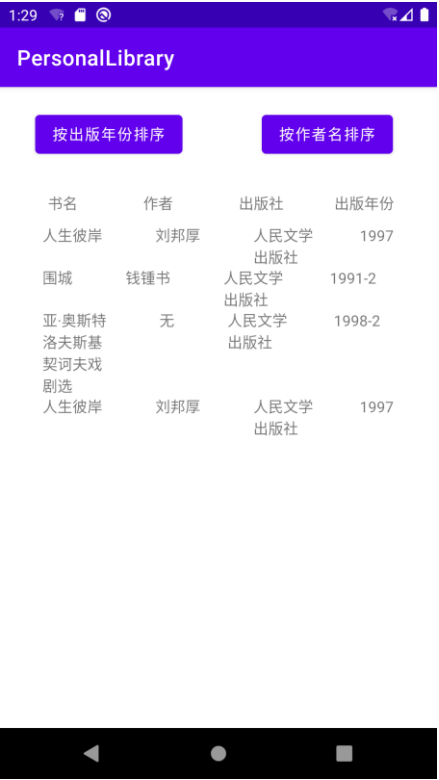 1:29
PersonalLibrary
按出版年份排序 按作者名排序
书名 作者 出版社 出版年份
人生彼岸 刘邦厚 人民文学 1997
出版社
围城 钱锺书 人民文学 1991-2
出版社
亚·奥斯特 无 人民文学 1998-2
洛夫斯基 出版社
契诃夫戏
剧选
人生彼岸 刘邦厚 人民文学 1997
出版社